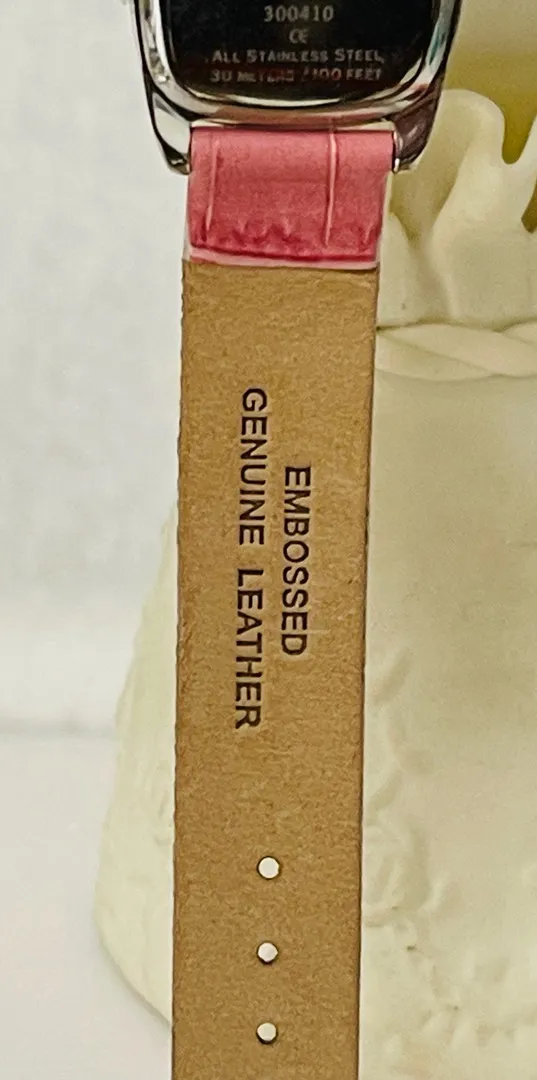 300410
CE
ALL STAINLESS STEEL
30 METERS / 100 FEET
EMBOSSED
GENUINE LEATHER